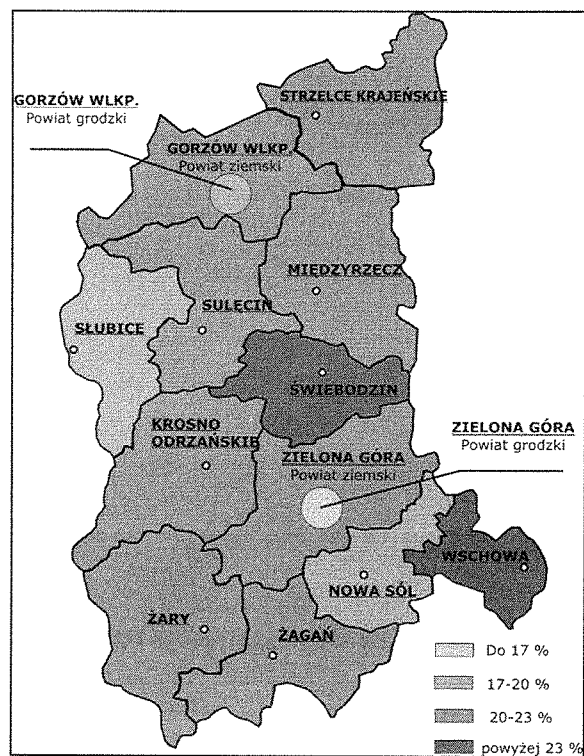 STRZELCE KRAJEŃSKIE
GORZÓW WLKP.
Powiat grodzki
GORZÓW WLKP.
Powiat ziemski
MIĘDZYRZECZ
SULĘCIN
SŁUBICE
ŚWIEBODZIN
KROSNO
ODRZAŃSKIE
ZIELONA GÓRA
Powiat grodzki
ZIELONA GÓRA
Powiat ziemski
WSCHOWA
NOWA SÓL
ŻARY
ŻAGAŃ
Do 17 %
17-20 %
20-23 %
powyżej 23 %